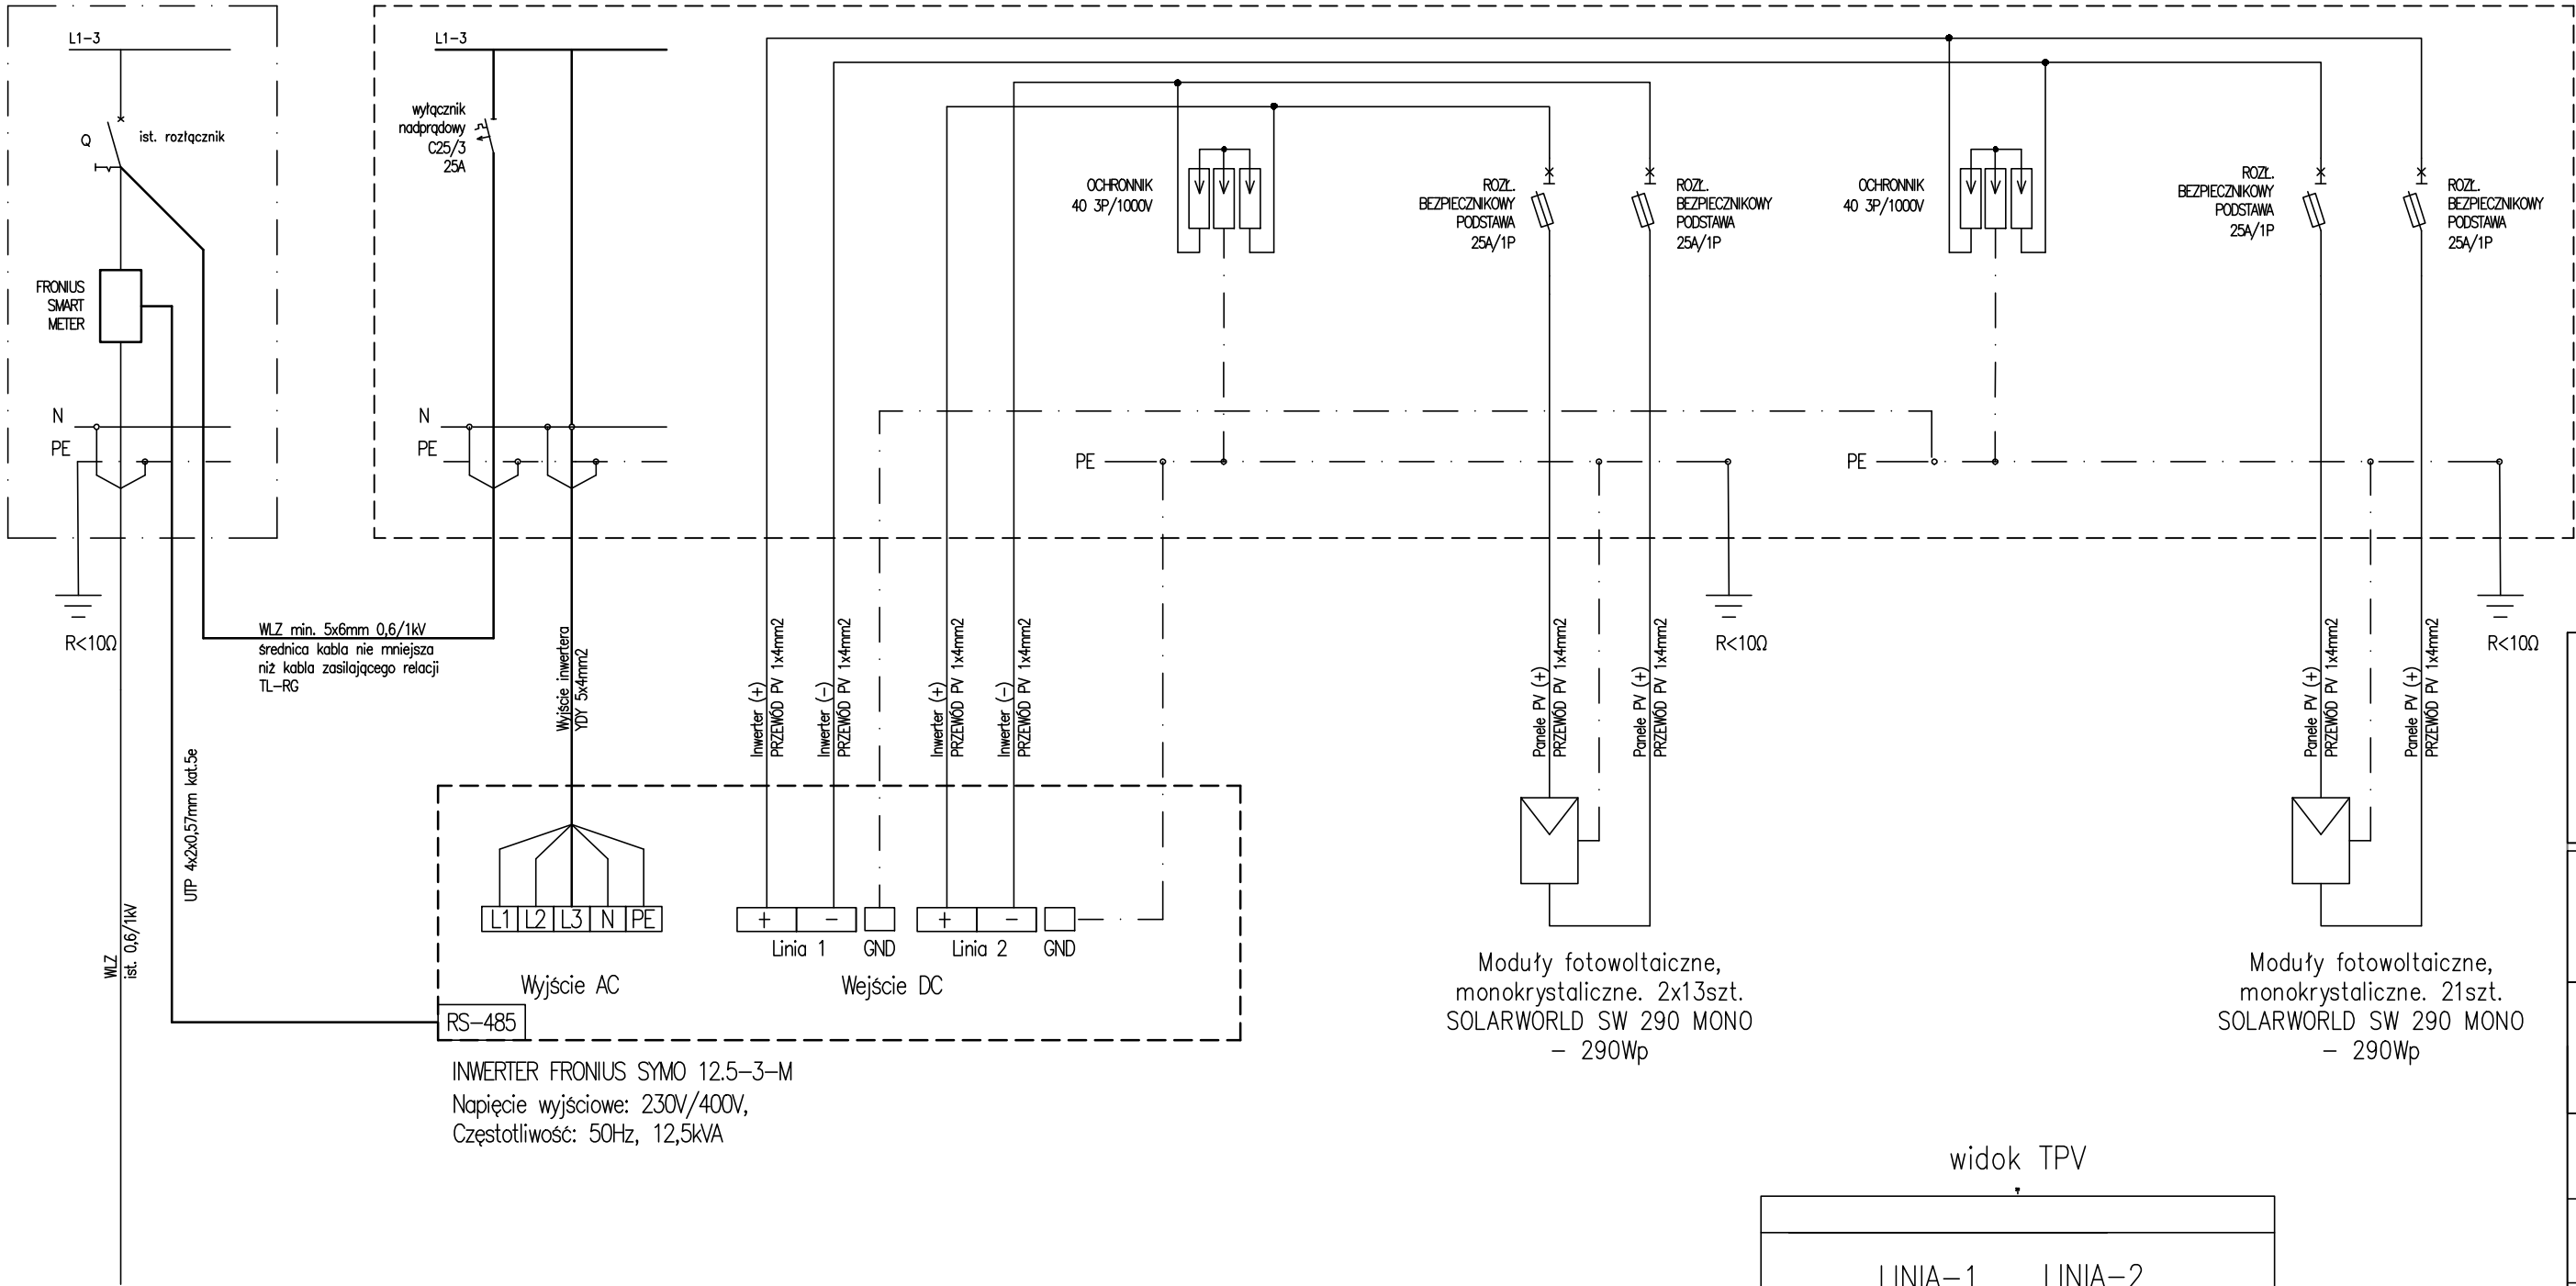 L1-3
Q
ist. rozłącznik
FRONIUS
SMART
METER
N
PE
R<10Ω
WLZ
ist. 0,6/1kV
UTP 4x2x0,57mm kat.5e
WLZ min. 5x6mm 0,6/1kV
średnica kabla nie mniejsza
niż kabla zasilającego relacji
TL-RG
L1-3
wyłącznik
nadprądowy
C25/3
25A
N
PE
Wyjście inwertera
YDY 5x4mm2
Inwerter (+)
PRZEWÓD PV 1x4mm2
Inwerter (-)
PRZEWÓD PV 1x4mm2
Inwerter (+)
PRZEWÓD PV 1x4mm2
Inwerter (-)
PRZEWÓD PV 1x4mm2
OCHRONNIK
40 3P/1000V
ROZŁ.
BEZPIECZNIKOWY
PODSTAWA
25A/1P
ROZŁ.
BEZPIECZNIKOWY
PODSTAWA
25A/1P
PE
R<10Ω
Panele PV (+)
PRZEWÓD PV 1x4mm2
Panele PV (+)
PRZEWÓD PV 1x4mm2
OCHRONNIK
40 3P/1000V
ROZŁ.
BEZPIECZNIKOWY
PODSTAWA
25A/1P
ROZŁ.
BEZPIECZNIKOWY
PODSTAWA
25A/1P
PE
R<10Ω
Panele PV (+)
PRZEWÓD PV 1x4mm2
Panele PV (+)
PRZEWÓD PV 1x4mm2
L1 L2 L3 N PE
+ -
+ -
Linia 1 GND Linia 2 GND
Wyjście AC
Wejście DC
RS-485
INWERTER FRONIUS SYMO 12.5-3-M
Napięcie wyjściowe: 230V/400V,
Częstotliwość: 50Hz, 12,5kVA
Moduły fotowoltaiczne,
monokrystaliczne. 2x13szt.
SOLARWORLD SW 290 MONO
- 290Wp
Moduły fotowoltaiczne,
monokrystaliczne. 21szt.
SOLARWORLD SW 290 MONO
- 290Wp
widok TPV
LINIA-1 LINIA-2